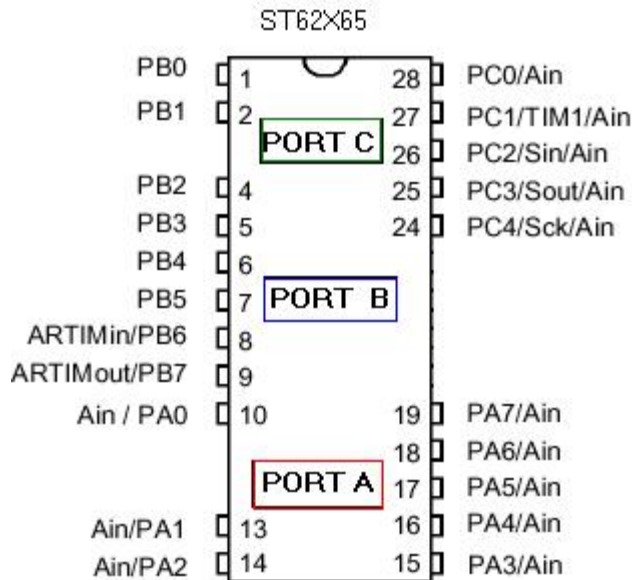 ST62X65
PB0 1 28 PC0/Ain
PB1 2 27 PC1/TIM1/Ain
PORT C
26 PC2/Sin/Ain
PB2 4 25 PC3/Sout/Ain
PB3 5 24 PC4/Sck/Ain
PB4 6
PB5 7 PORT B
ARTIMin/PB6 8
ARTIMout/PB7 9
Ain / PA0 10 19 PA7/Ain
18 PA6/Ain
PORT A 17 PA5/Ain
Ain/PA1 13 16 PA4/Ain
Ain/PA2 14 15 PA3/Ain